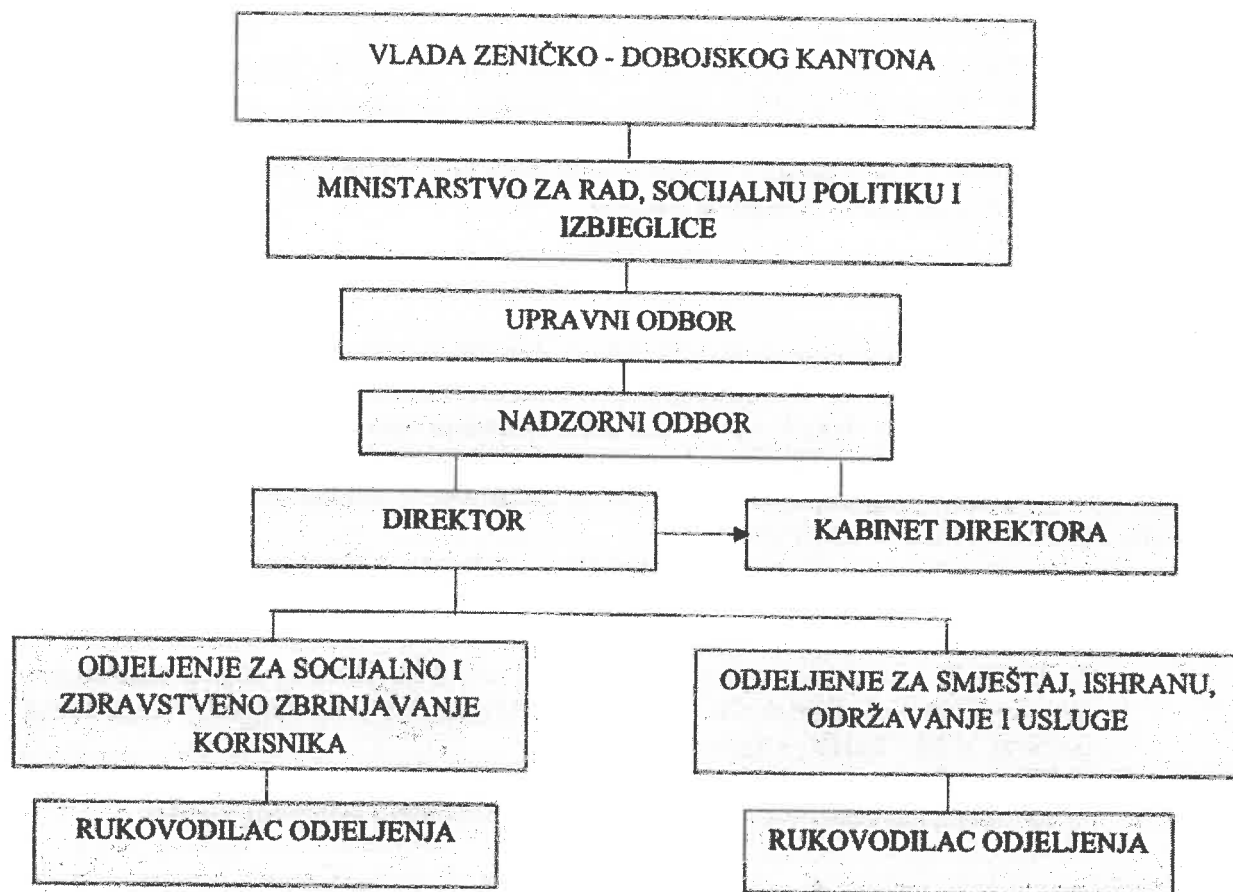 VLADA ZENIČKO - DOBOJSKOG KANTONA
MINISTARSTVO ZA RAD, SOCIJALNU POLITIKU I
IZBJEGLICE
UPRAVNI ODBOR
NADZORNI ODBOR
DIREKTOR
KABINET DIREKTORA
ODJELJENJE ZA SOCIJALNO I
ZDRAVSTVENO ZBRINJAVANJE
KORISNIKA
ODJELJENJE ZA SMJEŠTAJ, ISHRANU,
ODRŽAVANJE I USLUGE
RUKOVODILAC ODJELJENJA
RUKOVODILAC ODJELJENJA